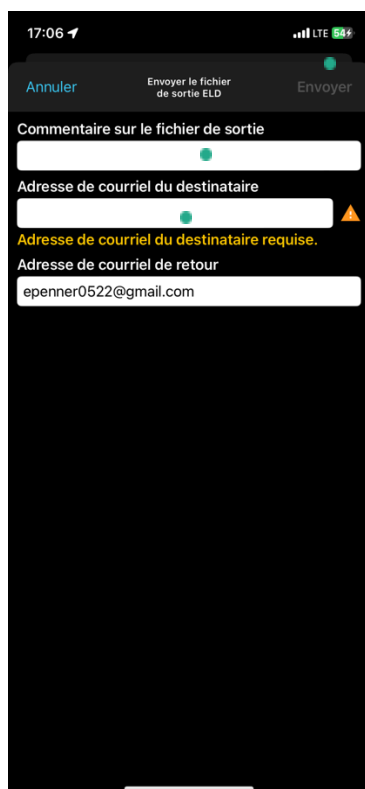 17:06
LTE 54
Annuler
Envoyer le fichier
de sortie ELD
Envoyer
Commentaire sur le fichier de sortie
Adresse de courriel du destinataire
Adresse de courriel du destinataire requise.
Adresse de courriel de retour
epenner0522@gmail.com